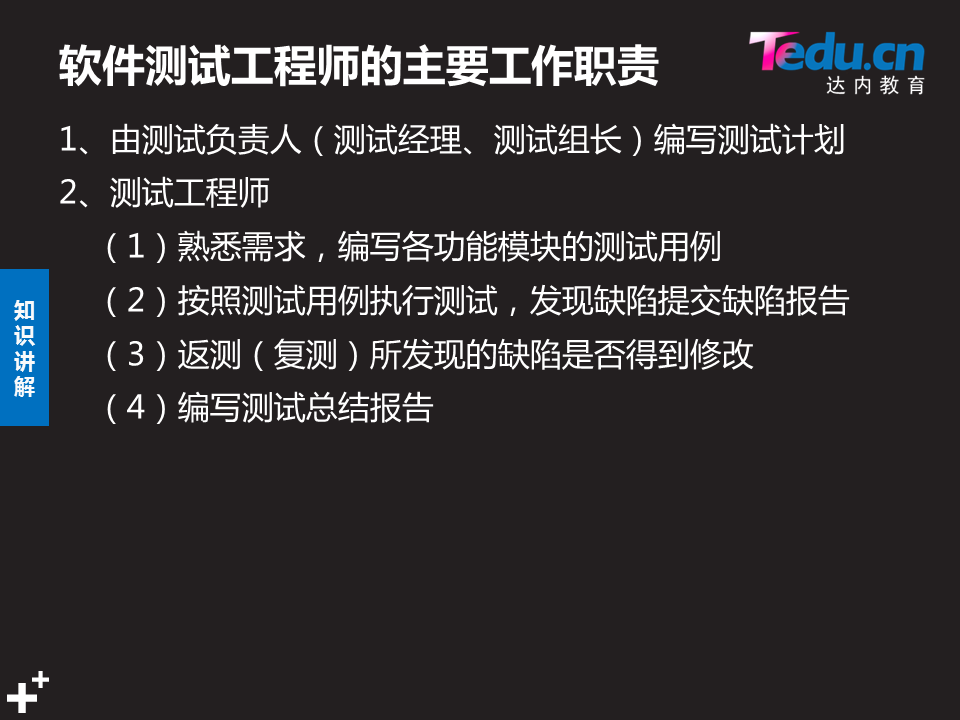 软件测试工程师的主要工作职责
Tedu.cn
达内教育
1、由测试负责人（测试经理、测试组长）编写测试计划
2、测试工程师
（1）熟悉需求，编写各功能模块的测试用例
（2）按照测试用例执行测试，发现缺陷提交缺陷报告
（3）返测（复测）所发现的缺陷是否得到修改
（4）编写测试总结报告
知
识
讲
解